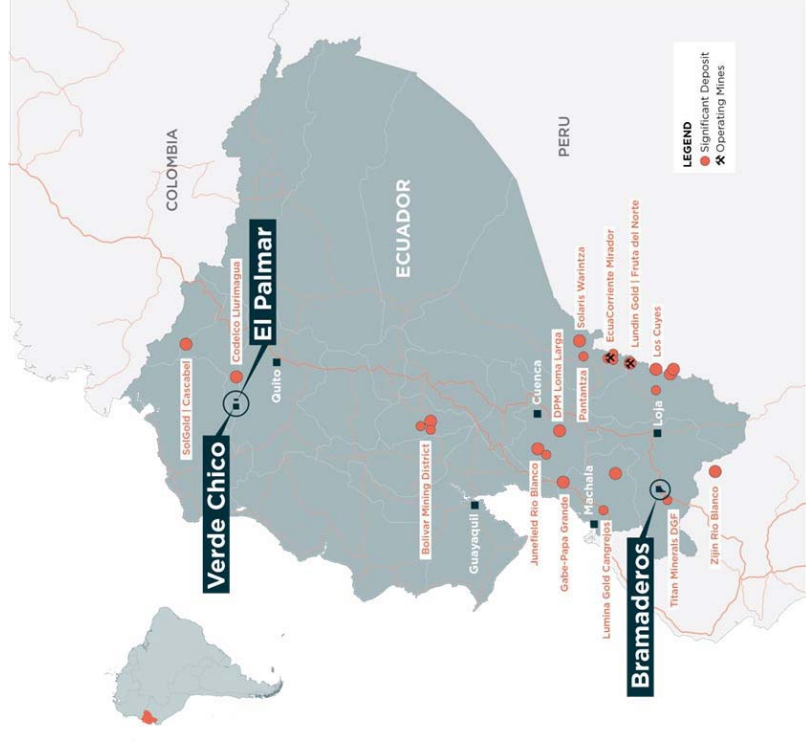 COLOMBIA
SolGold | Cascabel
Codelco Llurimagua
El Palmar
Verde Chico
Quito
ECUADOR
PERU
Bolivar Mining District
Guayaquil
Cuenca
Junefield Rio Blanco
DPM Loma Larga
Gabe-Papa Grande
Solaris Warintza
Pantantza
Machala
EcuaCorriente Mirador
Lumina Gold Cangrejos
Lundin Gold | Fruta del Norte
Loja
Los Cuyes
Bramaderos
Titan Minerals DGF
Zijin Rio Blanco
LEGEND
Significant Deposit
Operating Mines